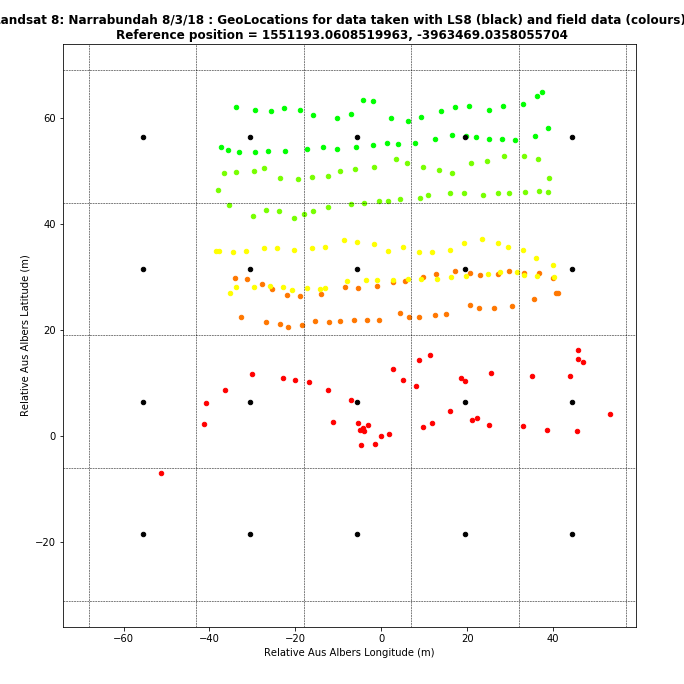 andsat 8: Narrabundah 8/3/18 : GeoLocations for data taken with LS8 (black) and field data (colours)
Reference position = 1551193.0608519963, -3963469.0358055704
60
40
20
0
−20
Relative Aus Albers Latitude (m)
−60 −40 −20 0 20 40
Relative Aus Albers Longitude (m)